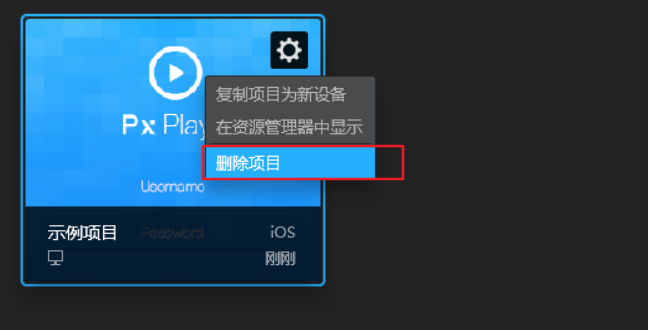 Px Play
复制项目为新设备
在资源管理器中显示
删除项目
Username
示例项目
Password
iOS
刚刚